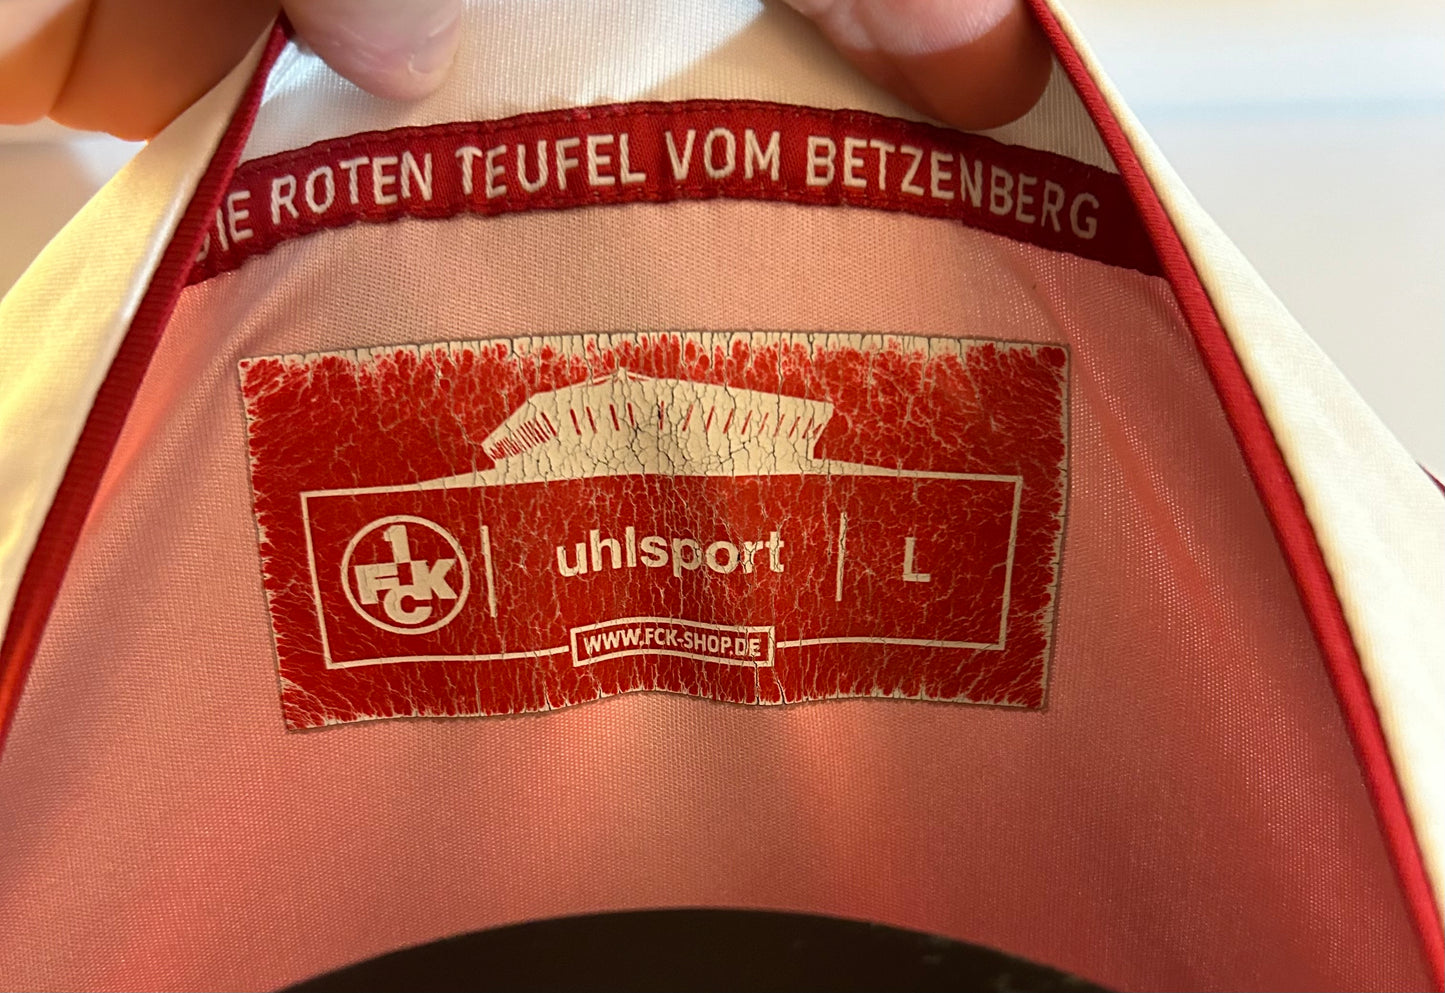 DIE ROTEN TEUFEL VOM BETZENBERG
1
FCK
uhlsport
L
WWW.FCK-SHOP.DE